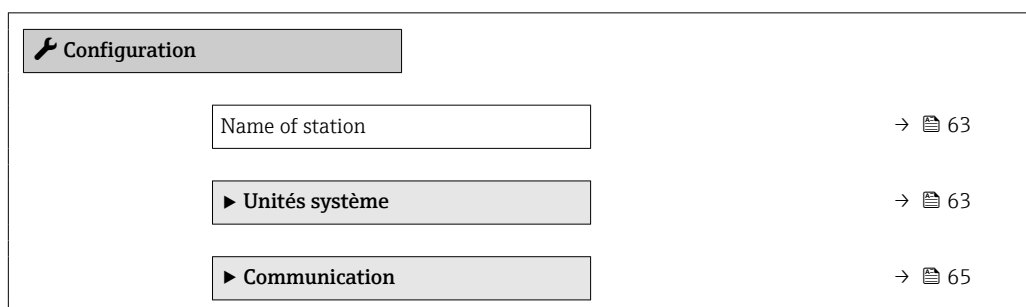 Configuration
Name of station → 63
▶ Unités système → 63
▶ Communication → 65